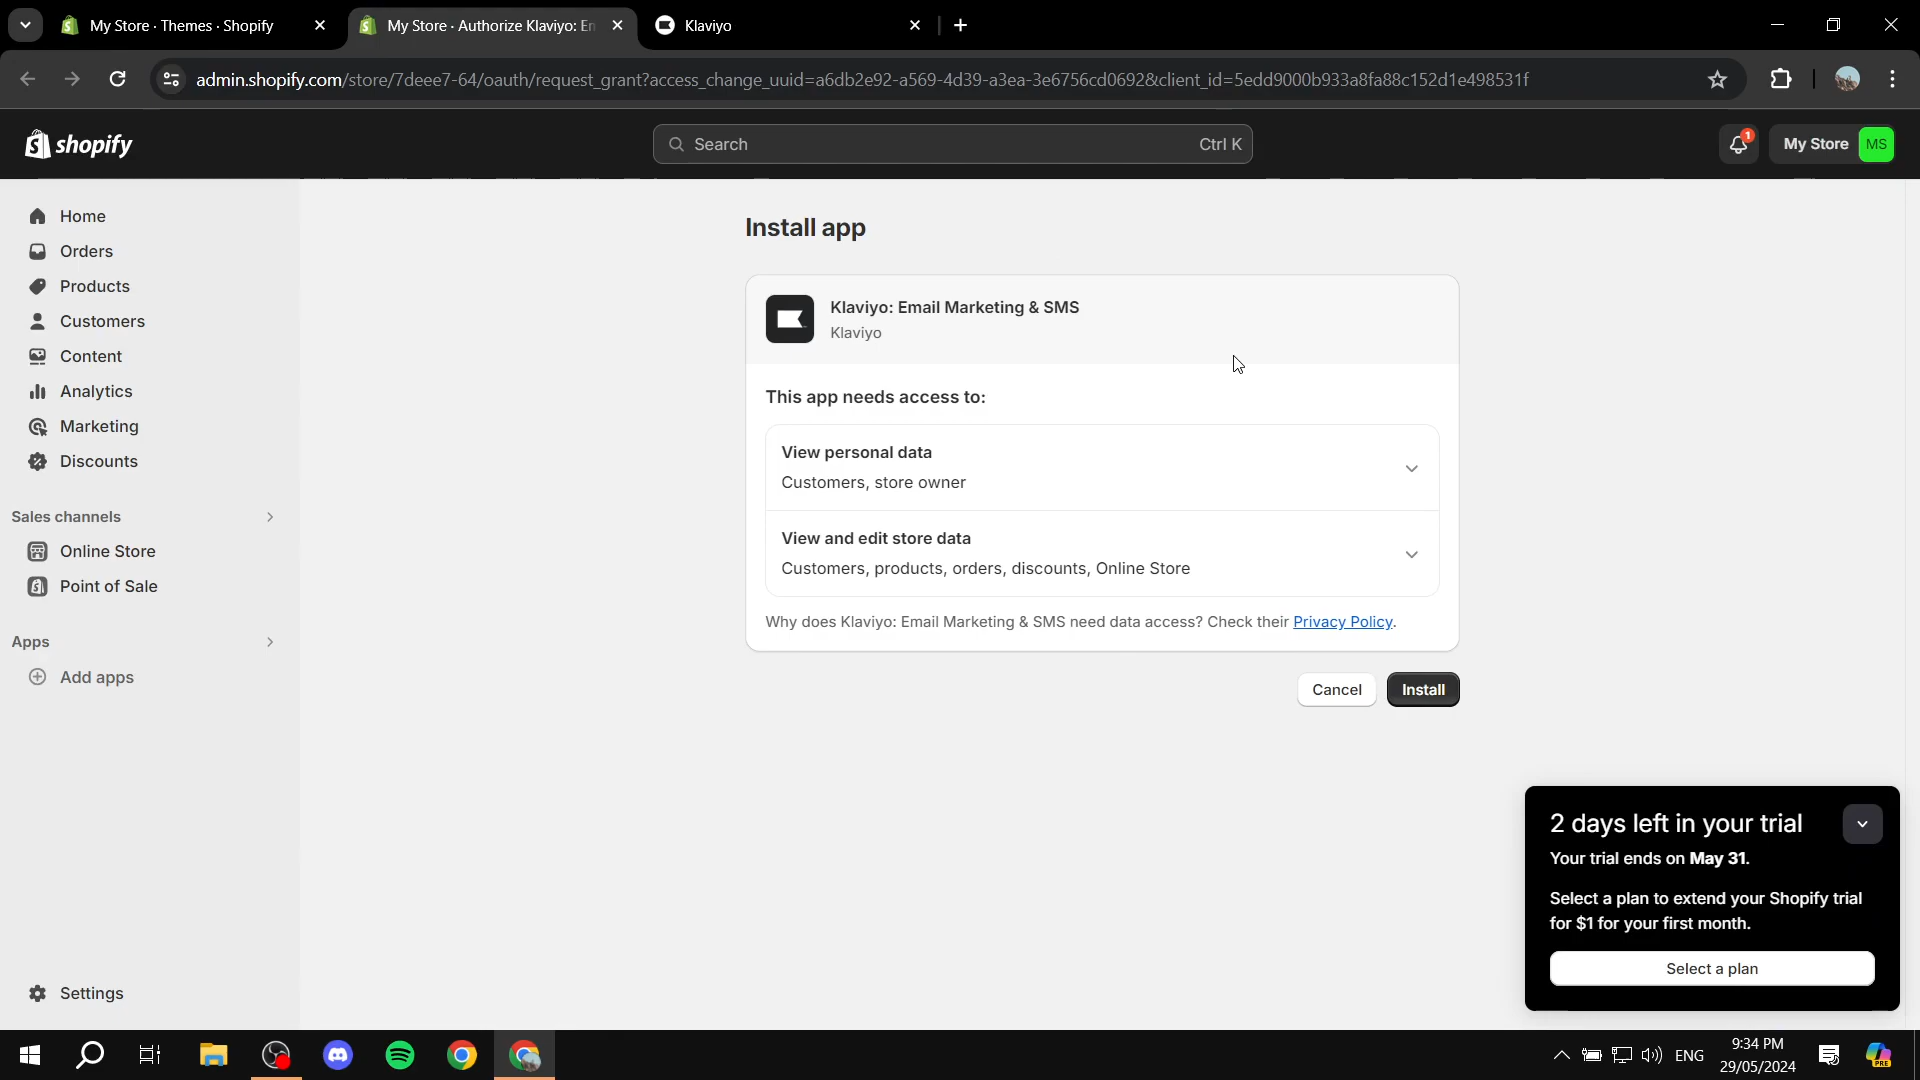 My Store · Themes · Shopify
My Store · Authorize Klaviyo: En
Klaviyo
admin.shopify.com/store/7deee7-64/oauth/request_grant?access_change_uuid=a6db2e92-a569-4d39-a3ea-3e6756cd0692&client_id=5edd9000b933a8fa88c152d1e498531f
shopify
Search
Ctrl K
1
My Store
MS
Home
Orders
Products
Customers
Content
Analytics
Marketing
Discounts
Sales channels
Online Store
Point of Sale
Apps
Add apps
Settings
Install app
Klaviyo: Email Marketing & SMS
Klaviyo
This app needs access to:
View personal data
Customers, store owner
View and edit store data
Customers, products, orders, discounts, Online Store
Why does Klaviyo: Email Marketing & SMS need data access? Check their Privacy Policy.
Cancel
Install
2 days left in your trial
Your trial ends on May 31.
Select a plan to extend your Shopify trial
for $1 for your first month.
Select a plan
ENG
9:34 PM
29/05/2024
PRE